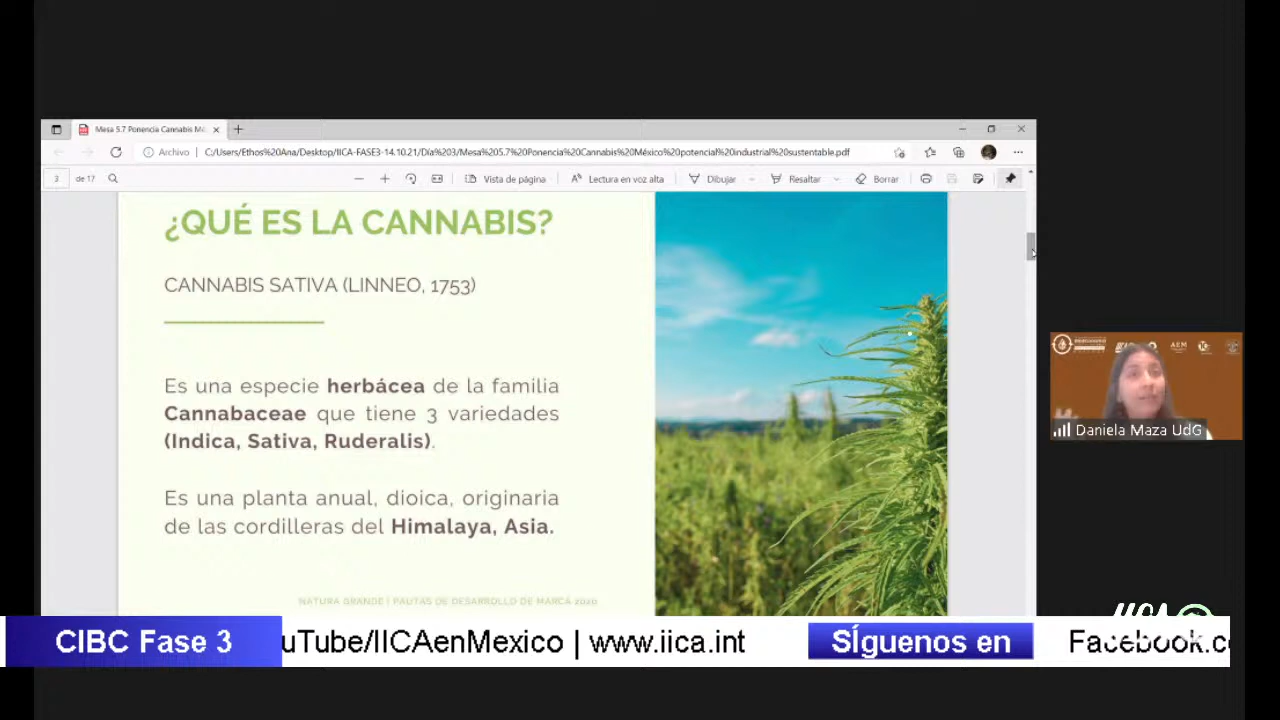 Mesa 5.7 Ponencia Cannabis Mé
Archivo
C:/Users/Ethos%20Ana/Desktop/IICA-FASE3-14.10.21/Día%203/Mesa%205.7%20Ponencia%20Cannabis%20México%20potencial%20industrial%20sustentable.pdf
3 de 17
Vista de página
Lectura en voz alta
Dibujar
Resaltar
Borrar
¿QUÉ ES LA CANNABIS?
CANNABIS SATIVA (LINNEO, 1753)
Es una especie herbácea de la familia
Cannabaceae que tiene 3 variedades
(Indica, Sativa, Ruderalis).
Es una planta anual, dioica, originaria
de las cordilleras del Himalaya, Asia.
NATURA GRANDE | PAUTAS DE DESARROLLO DE MARCA 2020
AEM
Daniela Maza UdG
IICA
CIBC Fase 3
uTube/IICAenMexico | www.iica.int
SÍguenos en
Facebook.co